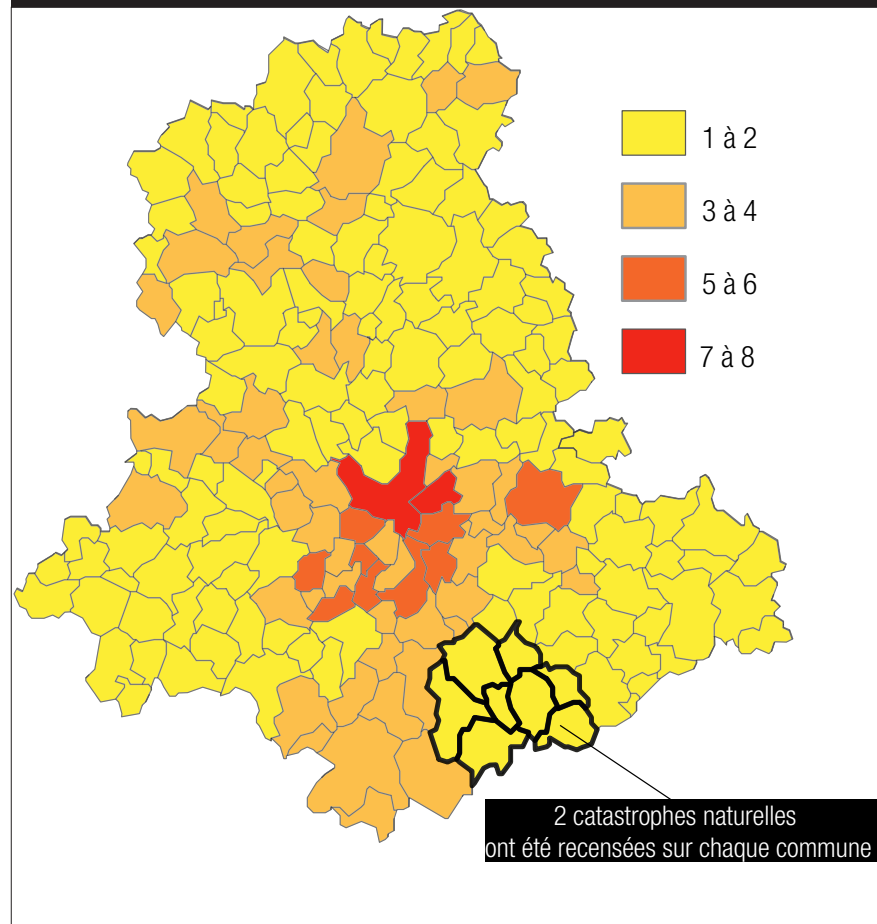 1 à 2
3 à 4
5 à 6
7 à 8
2 catastrophes naturelles
ont été recensées sur chaque commune